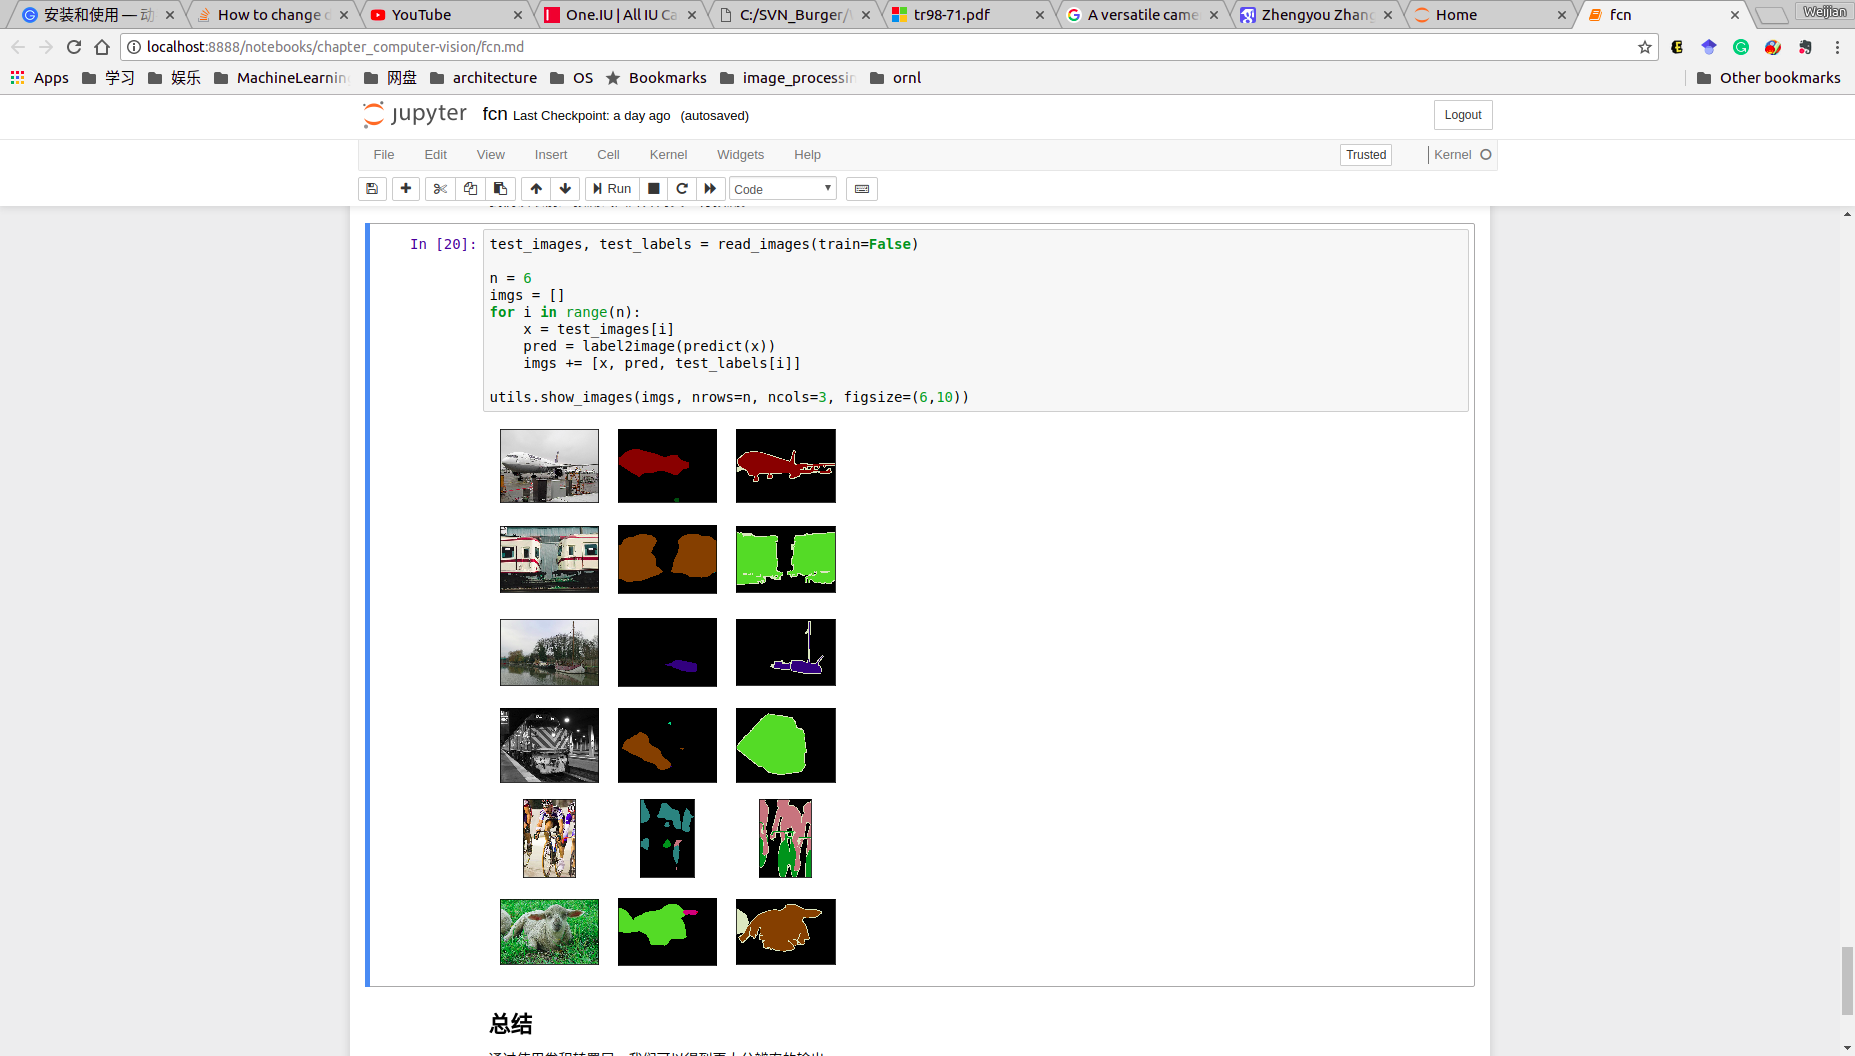 安装和使用 — 动
How to change c
YouTube
One.IU | All IU Ca
C:/SVN_Burger/
tr98-71.pdf
A versatile came
Zhengyou Zhang
Home
fcn
Weijian
localhost:8888/notebooks/chapter_computer-vision/fcn.md
Apps
学习
娱乐
MachineLearnin
网盘
architecture
OS
Bookmarks
image_processin
ornl
Other bookmarks
jupyter
fcn Last Checkpoint: a day ago (autosaved)
Logout
File Edit View Insert Cell Kernel Widgets Help
Trusted
Kernel
Run
Code
In [20]:
test_images, test_labels = read_images(train=False)
n = 6
imgs = []
for i in range(n):
    x = test_images[i]
    pred = label2image(predict(x))
    imgs += [x, pred, test_labels[i]]
utils.show_images(imgs, nrows=n, ncols=3, figsize=(6,10))
总结